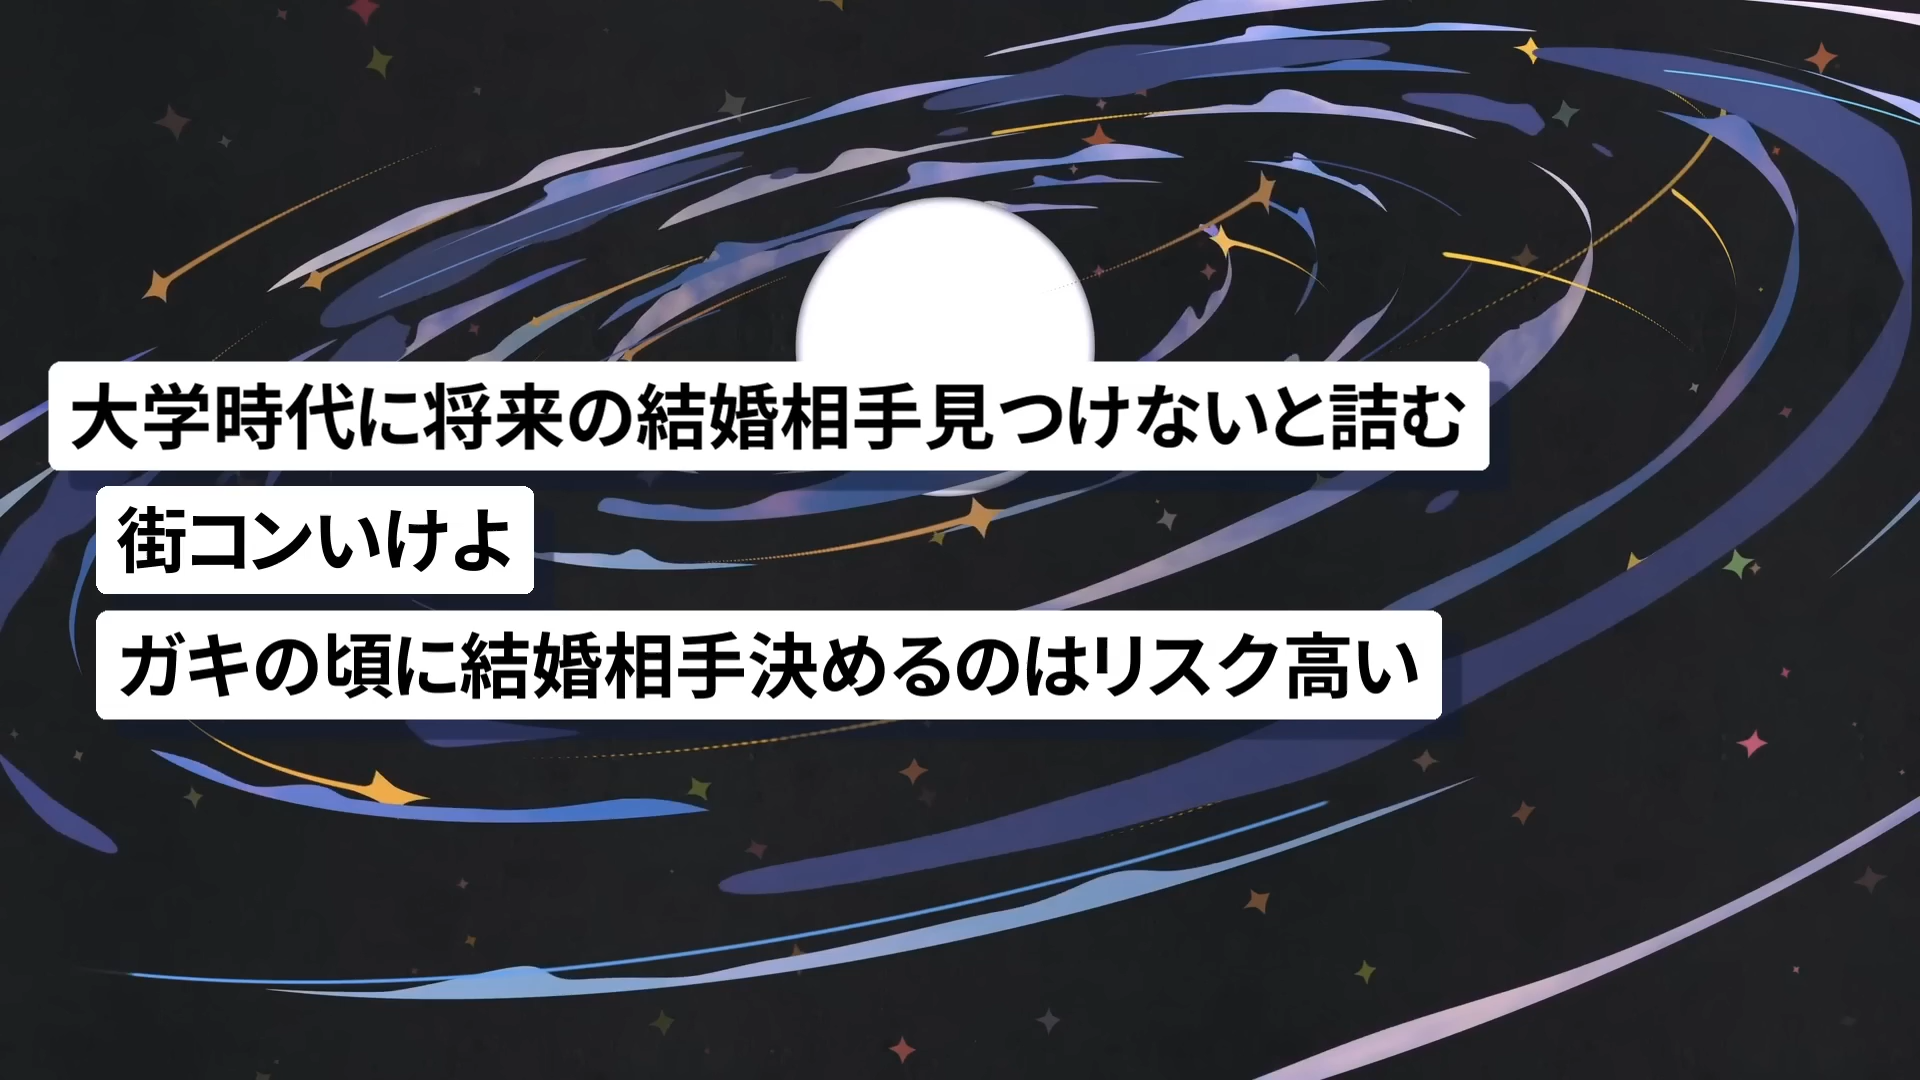 大学時代に将来の結婚相手見つけないと詰む
街コンいけよ
ガキの頃に結婚相手決めるのはリスク高い